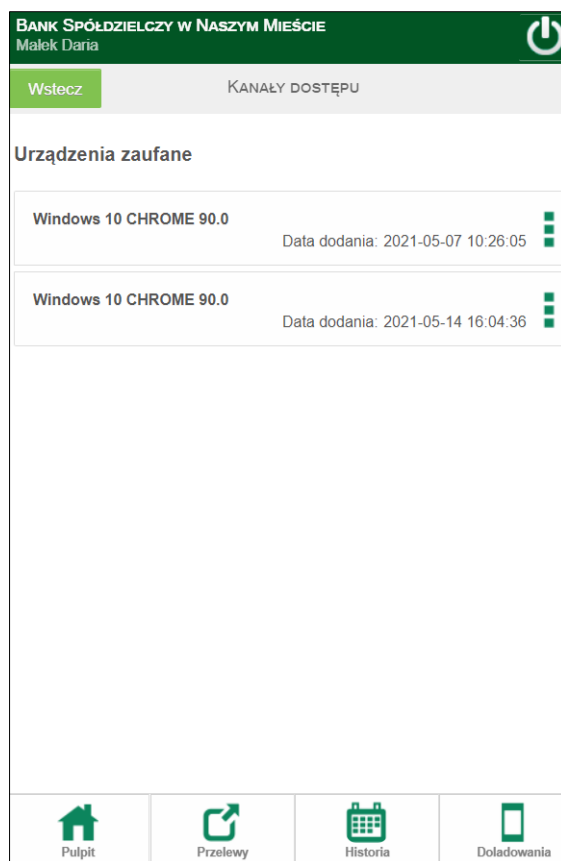 BANK SPÓŁDZIELCZY W NASZYM MIEŚCIE
Małek Daria
Wstecz
KANAŁY DOSTĘPU
Urządzenia zaufane
Windows 10 CHROME 90.0
Data dodania: 2021-05-07 10:26:05
Windows 10 CHROME 90.0
Data dodania: 2021-05-14 16:04:36
Pulpit
Przelewy
Historia
Doładowania